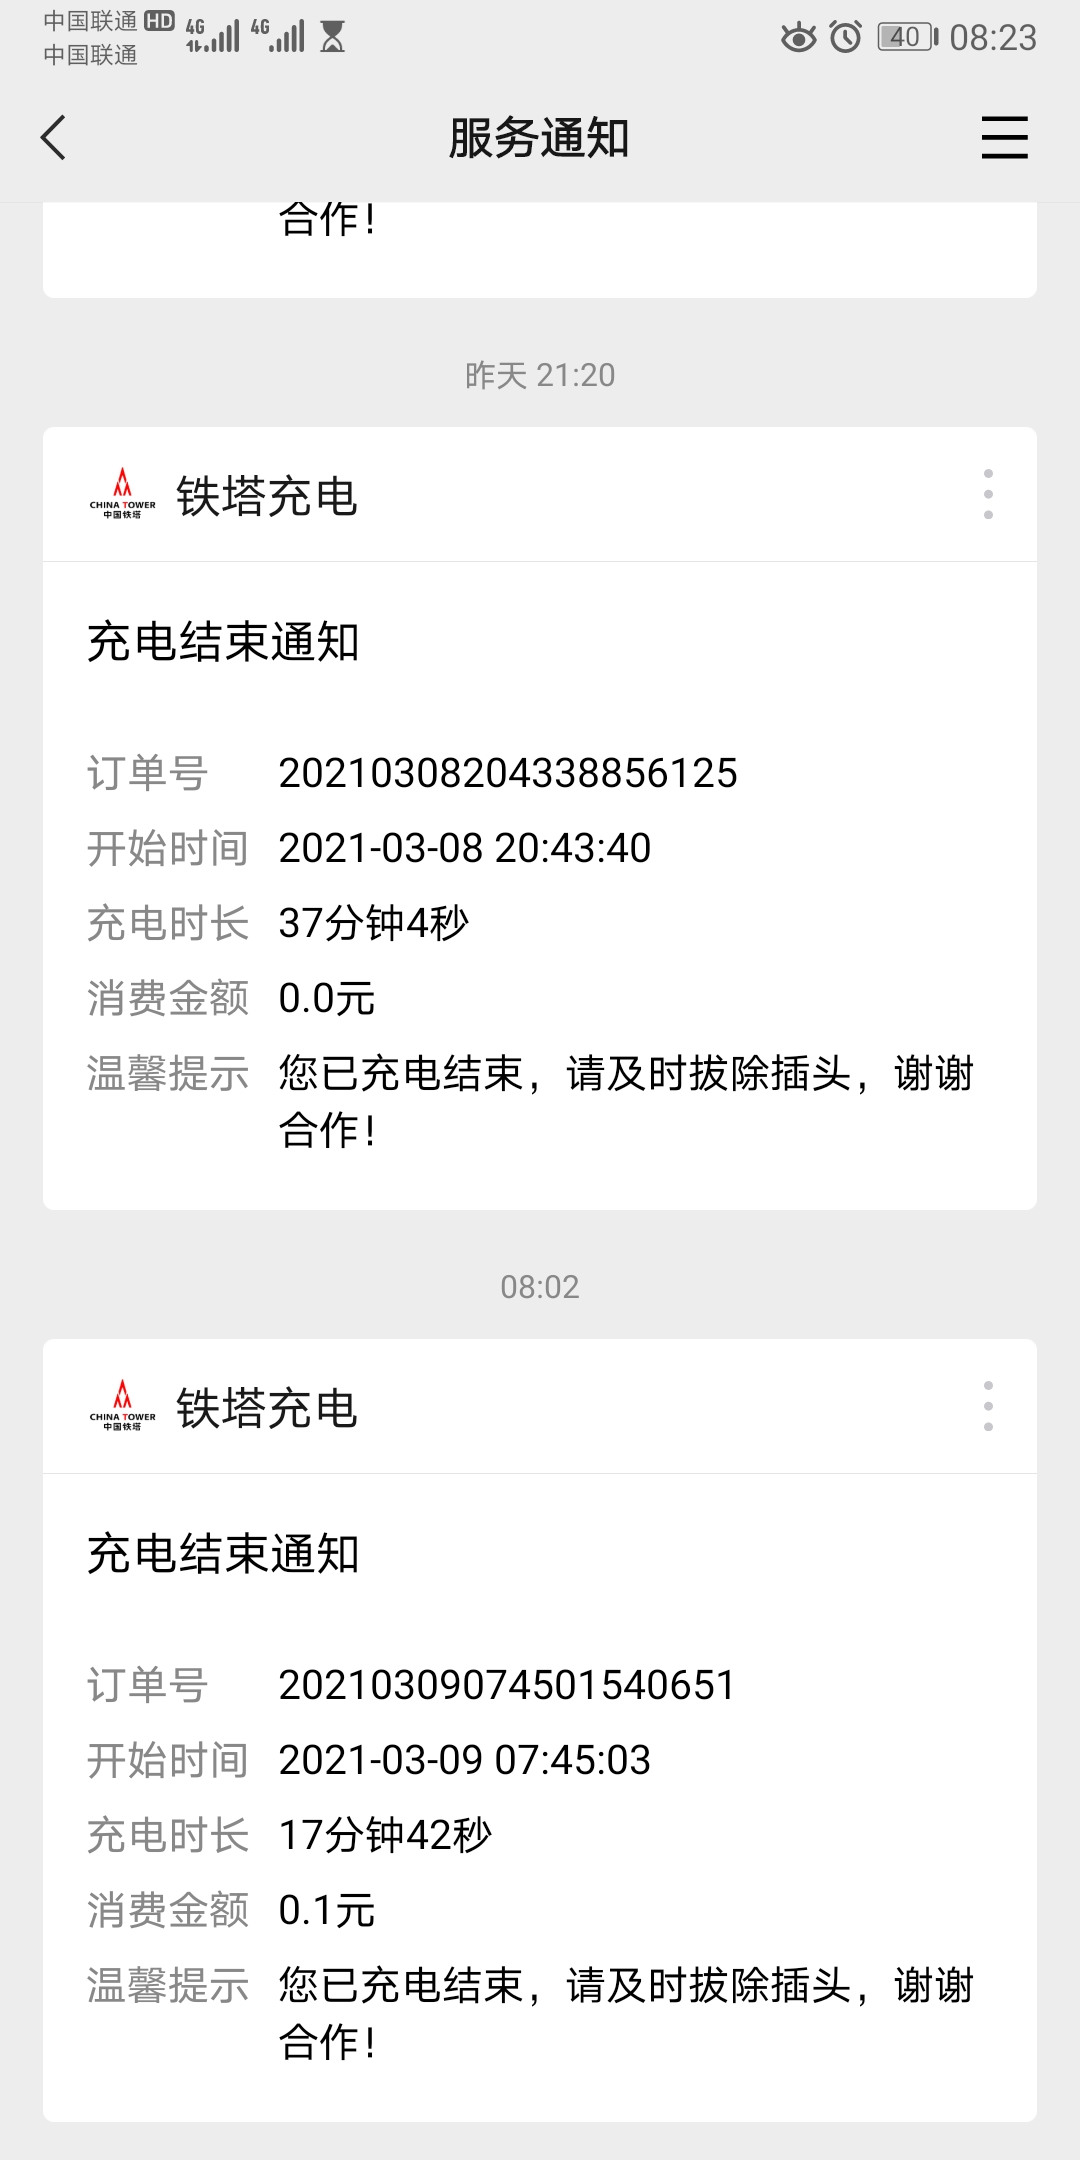 中国联通 HD 4G 4G 40 08:23
中国联通
服务通知
合作！
昨天 21:20
CHINA TOWER
中国铁塔
铁塔充电
充电结束通知
订单号 20210308204338856125
开始时间 2021-03-08 20:43:40
充电时长 37分钟4秒
消费金额 0.0元
温馨提示 您已充电结束，请及时拔除插头，谢谢
合作！
08:02
CHINA TOWER
中国铁塔
铁塔充电
充电结束通知
订单号 20210309074501540651
开始时间 2021-03-09 07:45:03
充电时长 17分钟42秒
消费金额 0.1元
温馨提示 您已充电结束，请及时拔除插头，谢谢
合作！